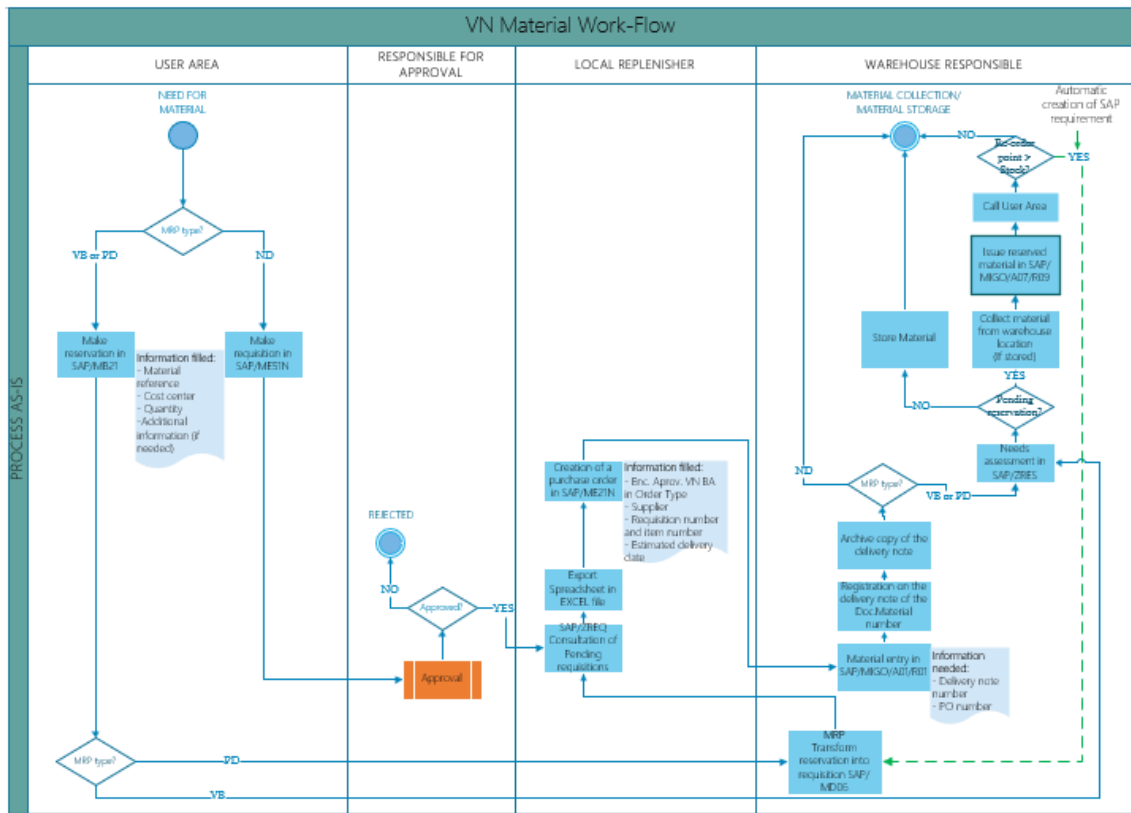 VN Material Work-Flow
PROCESS AS-IS
USER AREA
RESPONSIBLE FOR
APPROVAL
LOCAL REPLENISHER
WAREHOUSE RESPONSIBLE
NEED FOR
MATERIAL
MRP type?
VB or PD
ND
Make
reservation in
SAP/MB21
Information filled:
- Material
reference
- Cost center
- Quantity
-Additional
information (if
needed)
Make
requisition in
SAP/ME51N
MRP type?
PD
VB
REJECTED
NO
Approved?
YES
Approval
Creation of a
purchase order
in SAP/ME21N
Information filled:
- Enc. Aprov. VN BA
in Order Type
- Supplier
- Requisition number
and item number
- Estimated delivery
date
Export
Spreadsheet in
EXCEL file
SAP/ZREQ
Consultation of
Pending
requisitions
MATERIAL COLLECTION/
MATERIAL STORAGE
Automatic
creation of SAP
requirement
NO
Re-order
point >
Stock?
YES
Call User Area
Issue reserved
material in SAP/
MIGO/A07/R09
Store Material
Collect material
from warehouse
location
(if stored)
YES
NO
Pending
reservation?
ND
MRP type?
VB or PD
Needs
assessment in
SAP/ZRES
Archive copy of the
delivery note
Registration on the
delivery note of the
Doc.Material
number
Material entry in
SAP/MIGO/A01/R01
Information
needed:
- Delivery note
number
- PO number
MRP
Transform
reservation into
requisition SAP/
MD06